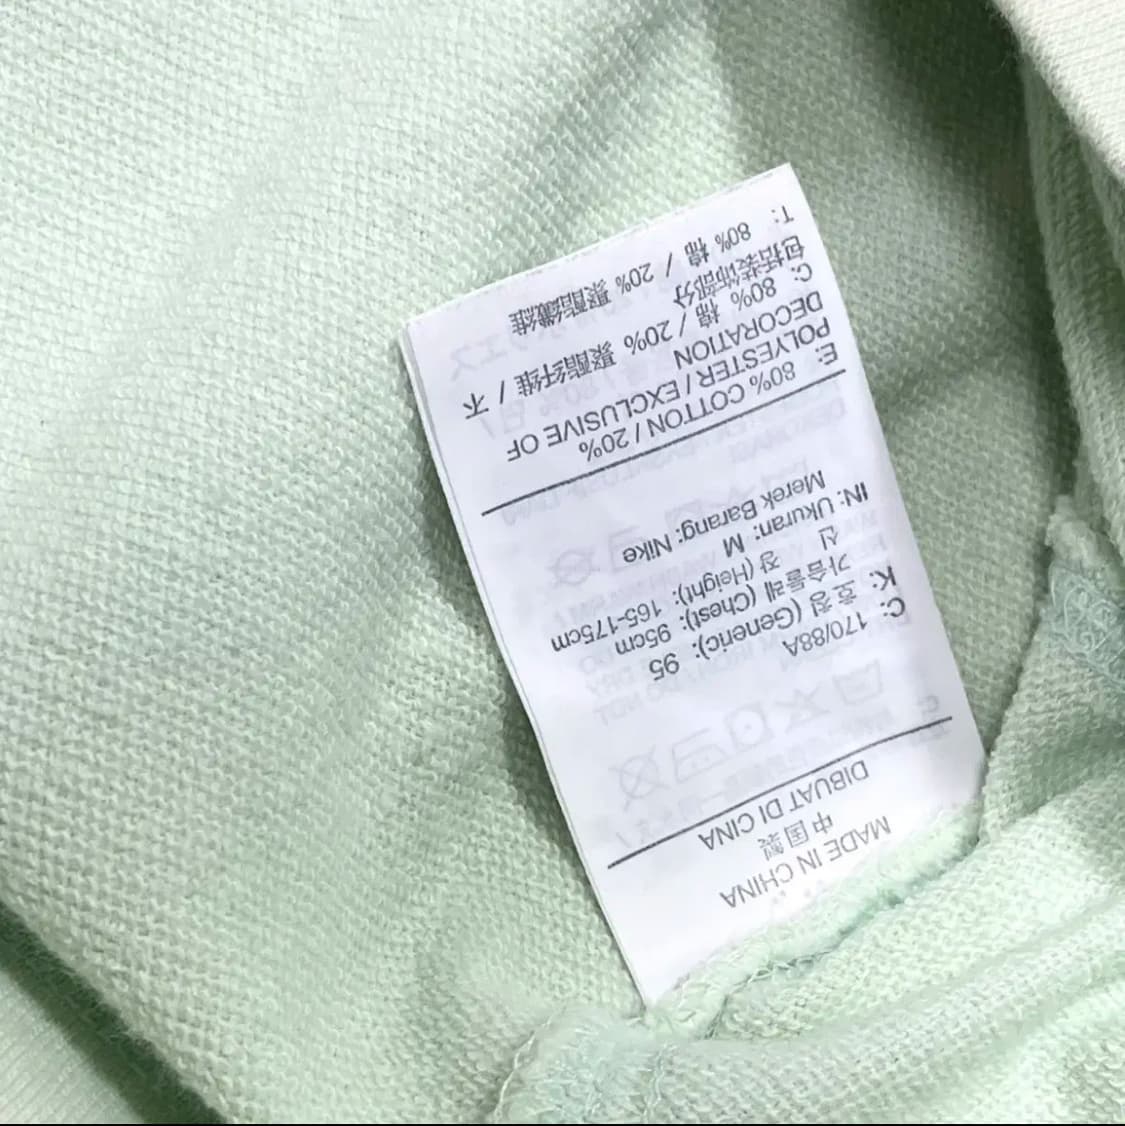 MADE IN CHINA
中国製
DIBUAT DI CINA
C: 170/88A
K: 호칭 (Generic): 95
가슴둘레 (Chest): 95cm
신장 (Height): 165-175cm
IN: Ukuran: M
Merek Barang: Nike
E: 80% COTTON / 20%
POLYESTER / EXCLUSIVE OF
DECORATION
C: 80% 棉 / 20% 聚酯纤维 / 不
包括装饰部分
T: 80% 棉 / 20% 聚酯纖維